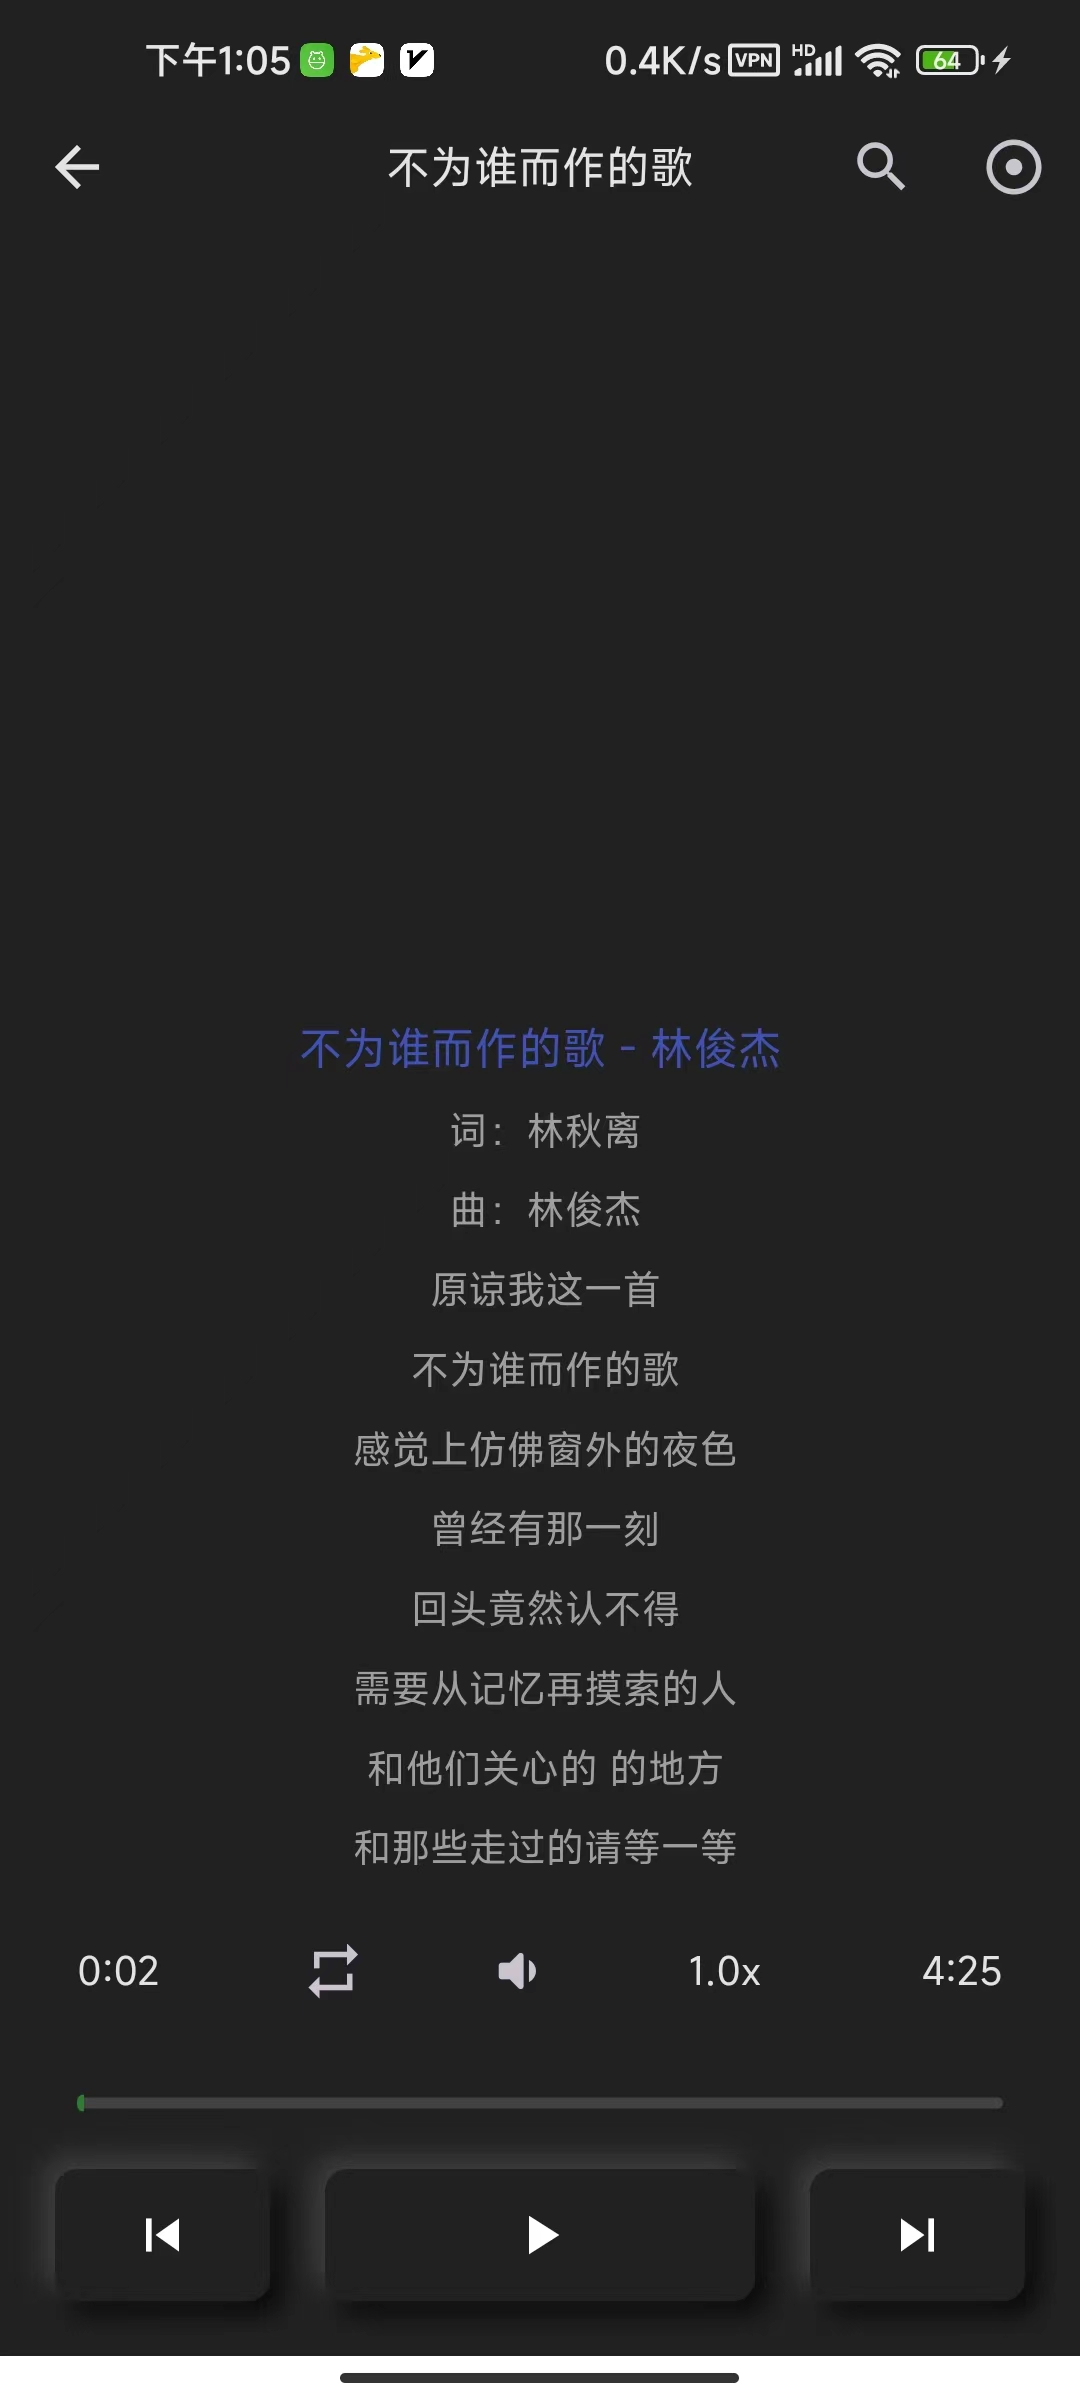 下午1:05 0.4K/s VPN HD 64
不为谁而作的歌
不为谁而作的歌 - 林俊杰
词：林秋离
曲：林俊杰
原谅我这一首
不为谁而作的歌
感觉上仿佛窗外的夜色
曾经有那一刻
回头竟然认不得
需要从记忆再摸索的人
和他们关心的 的地方
和那些走过的请等一等
0:02 1.0x 4:25